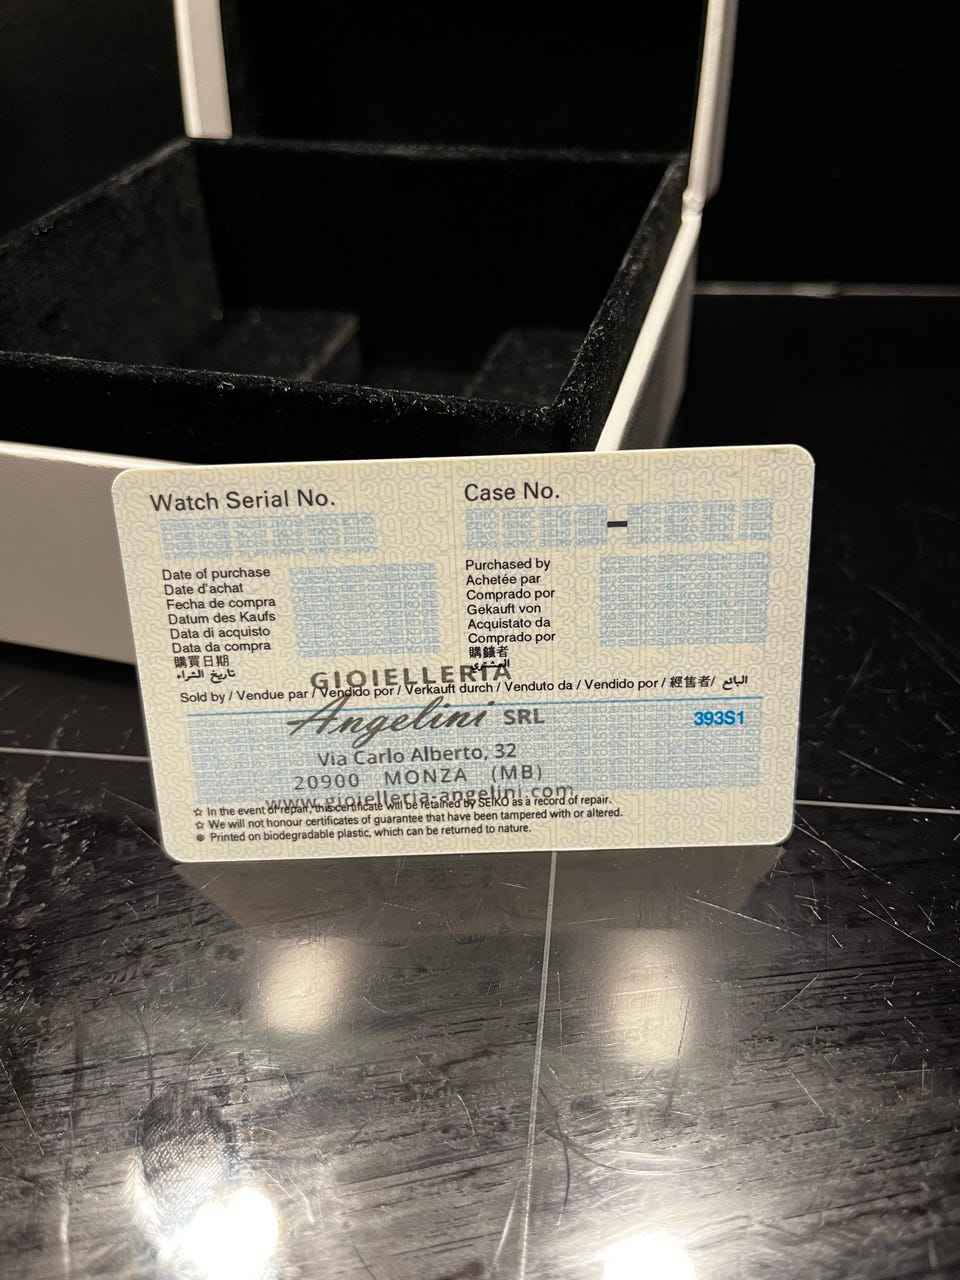 Watch Serial No.
Case No.
Date of purchase
Date d'achat
Fecha de compra
Datum des Kaufs
Data di acquisto
Data da compra
購買日期
تاريخ الشراء
Purchased by
Achetée par
Comprado por
Gekauft von
Acquistato da
Comprado por
購錶者
المشتري
GIOIELLERIA
Sold by / Vendue par / Vendido por / Verkauft durch / Venduto da / Vendido por / 經售者/ البائع
Angelini SRL
393S1
Via Carlo Alberto, 32
20900 MONZA (MB)
www.gioielleria-angelini.com
☆ In the event of repair, this certificate will be retained by SEIKO as a record of repair.
☆ We will not honour certificates of guarantee that have been tampered with or altered.
Printed on biodegradable plastic, which can be returned to nature.